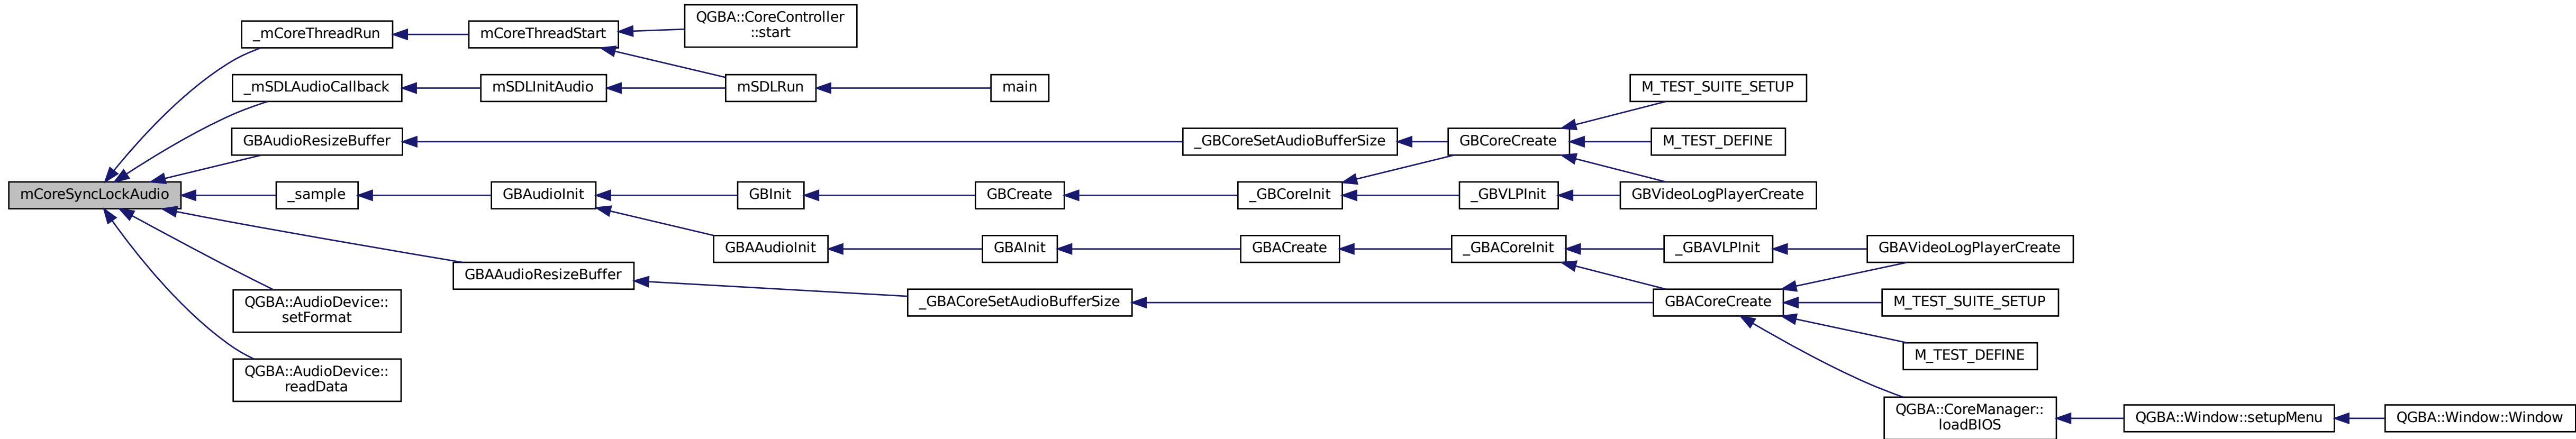 QGBA::CoreController
::start
_mCoreThreadRun
mCoreThreadStart
_mSDLAudioCallback
mSDLInitAudio
mSDLRun
main
M_TEST_SUITE_SETUP
GBAudioResizeBuffer
_GBCoreSetAudioBufferSize
GBCoreCreate
M_TEST_DEFINE
mCoreSyncLockAudio
_sample
GBAudioInit
GBInit
GBCreate
_GBCoreInit
_GBVLPInit
GBVideoLogPlayerCreate
GBAAudioInit
GBAInit
GBACreate
_GBACoreInit
_GBAVLPInit
GBAVideoLogPlayerCreate
GBAAudioResizeBuffer
_GBACoreSetAudioBufferSize
GBACoreCreate
M_TEST_SUITE_SETUP
QGBA::AudioDevice::
setFormat
M_TEST_DEFINE
QGBA::AudioDevice::
readData
QGBA::CoreManager::
loadBIOS
QGBA::Window::setupMenu
QGBA::Window::Window